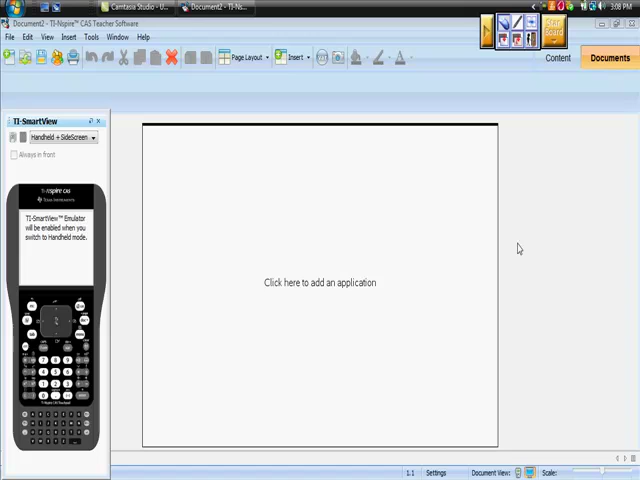 Camtasia Studio - U...
Document2 - TI-Ns...
3:08 PM
Document2 - TI-Nspire™ CAS Teacher Software
File Edit View Insert Tools Window Help
Star Board
Page Layout
Insert
Content
Documents
TI-SmartView
Handheld + SideScreen
Always in front
TI-nspire CAS
Texas Instruments
TI-SmartView™ Emulator
will be enabled when you
switch to Handheld mode.
Click here to add an application
1.1 Settings Document View: Scale: